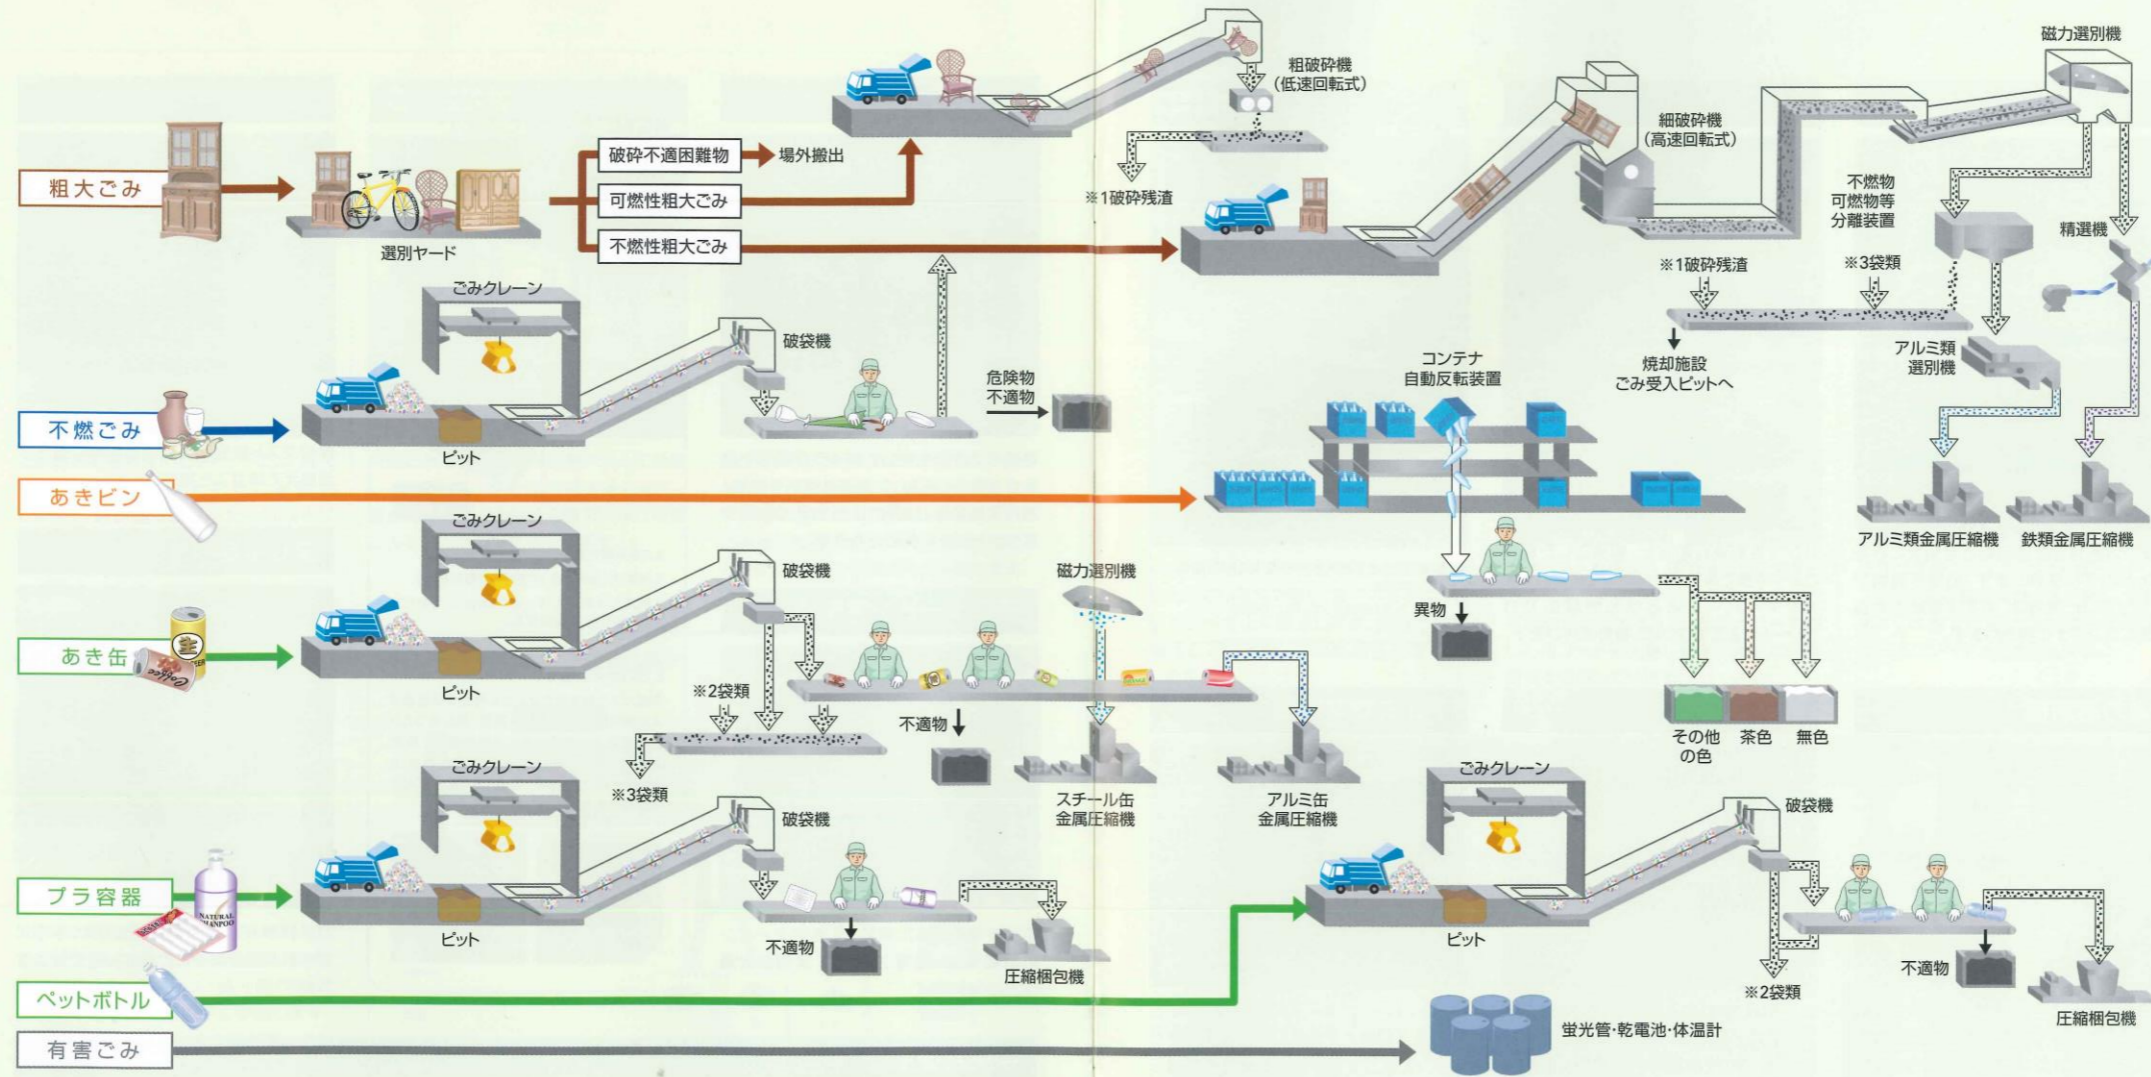 粗大ごみ
選別ヤード
破砕不適困難物
場外搬出
可燃性粗大ごみ
不燃性粗大ごみ
粗破砕機
(低速回転式)
※1破砕残渣
細破砕機
(高速回転式)
磁力選別機
不燃物
可燃物等
分離装置
精選機
※1破砕残渣
※3袋類
焼却施設
ごみ受入ピットへ
アルミ類
選別機
アルミ類金属圧縮機
鉄類金属圧縮機
不燃ごみ
ごみクレーン
ピット
破袋機
危険物
不適物
あきビン
コンテナ
自動反転装置
異物
その他
の色
茶色
無色
あき缶
生
BEER
Coffee
ごみクレーン
ピット
破袋機
※2袋類
※3袋類
不適物
磁力選別機
スチール缶
金属圧縮機
アルミ缶
金属圧縮機
プラ容器
NATURAL
SHANPOO
ごみクレーン
ピット
破袋機
不適物
圧縮梱包機
ペットボトル
ごみクレーン
ピット
破袋機
※2袋類
不適物
圧縮梱包機
有害ごみ
蛍光管・乾電池・体温計